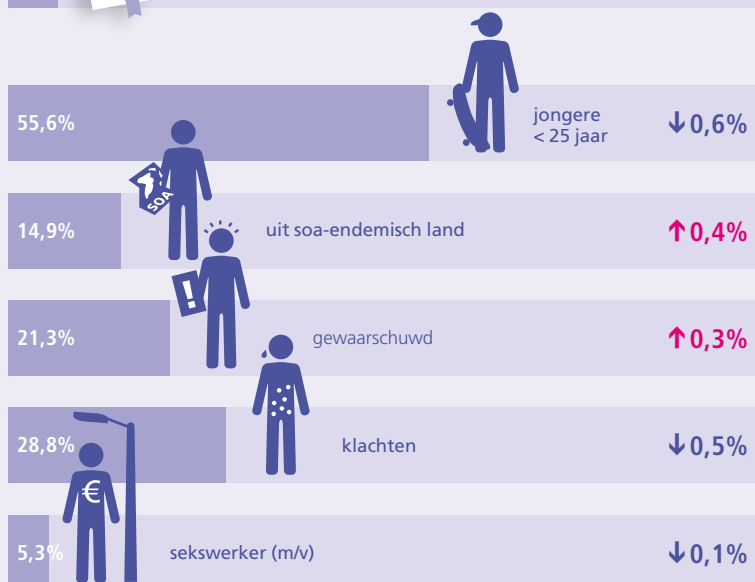 55,6%
jongere
< 25 jaar
↓0,6%
SOA
14,9%
uit soa-endemisch land
↑0,4%
!
21,3%
gewaarschuwd
↑0,3%
28,8%
klachten
↓0,5%
€
5,3%
sekswerker (m/v)
↓0,1%